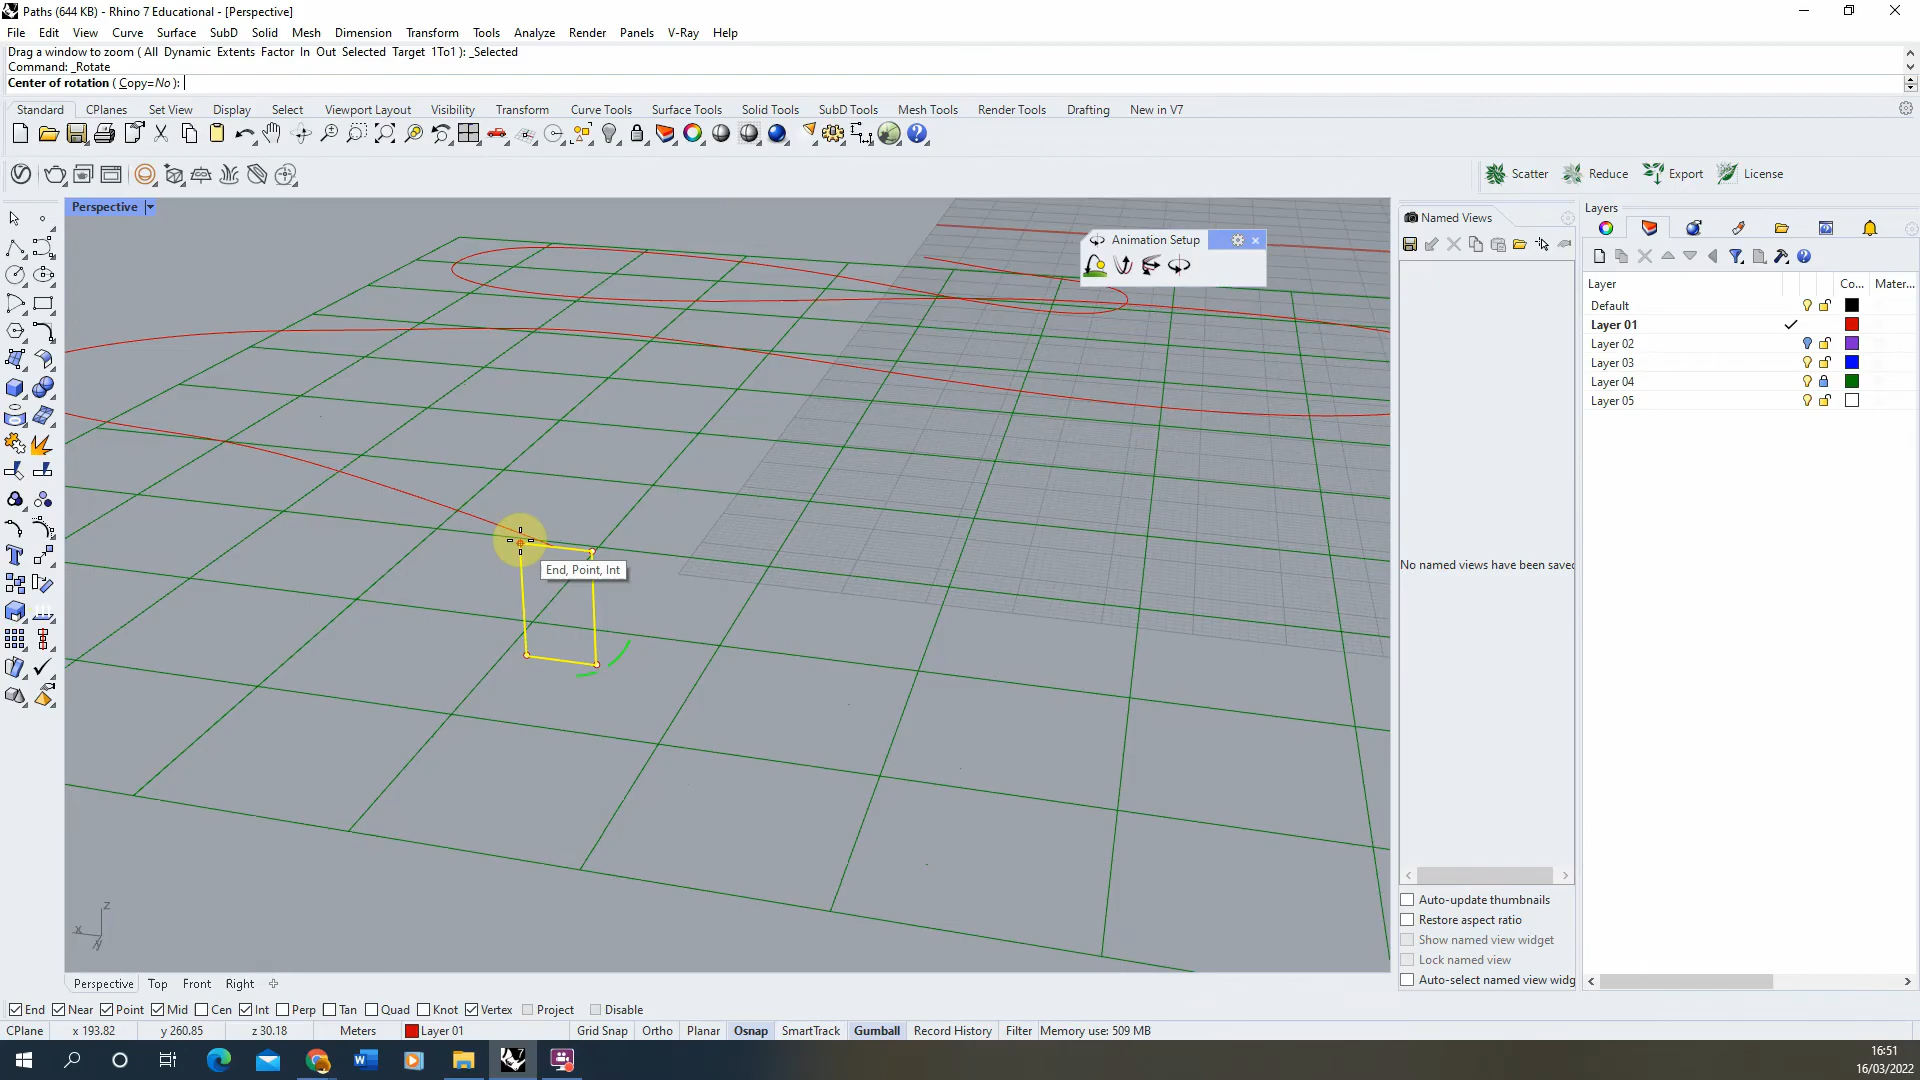 Paths (644 KB) - Rhino 7 Educational - [Perspective]
File Edit View Curve Surface SubD Solid Mesh Dimension Transform Tools Analyze Render Panels V-Ray Help
Drag a window to zoom ( All Dynamic Extents Factor In Out Selected Target 1To1 ): _Selected
Command: _Rotate
Center of rotation ( Copy=No ):
Standard CPlanes Set View Display Select Viewport Layout Visibility Transform Curve Tools Surface Tools Solid Tools SubD Tools Mesh Tools Render Tools Drafting New in V7
Scatter Reduce Export License
Perspective
Named Views
Layers
Animation Setup
Layer Co... Mater...
Default
Layer 01
Layer 02
Layer 03
Layer 04
Layer 05
End, Point, Int
No named views have been saved
Auto-update thumbnails
Restore aspect ratio
Show named view widget
Lock named view
Auto-select named view widg
z
x
y
Perspective Top Front Right
End Near Point Mid Cen Int Perp Tan Quad Knot Vertex Project Disable
CPlane x 193.82 y 260.85 z 30.18 Meters Layer 01 Grid Snap Ortho Planar Osnap SmartTrack Gumball Record History Filter Memory use: 509 MB
16:51
16/03/2022